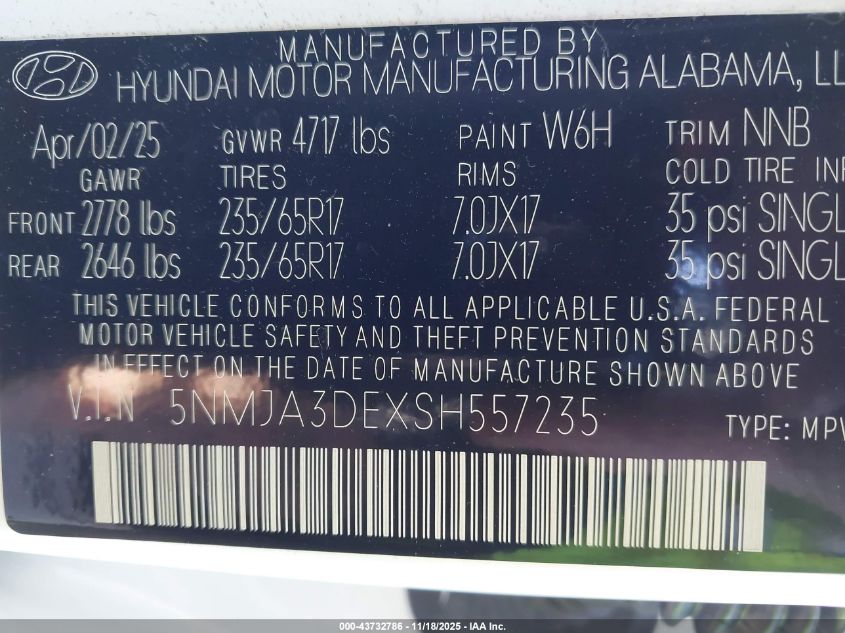 MANUFACTURED BY
HYUNDAI MOTOR MANUFACTURING ALABAMA, LL
Apr/02/25 GVWR 4717 lbs PAINT W6H TRIM NNB
GAWR TIRES RIMS COLD TIRE INF
FRONT 2778 lbs 235/65R17 7.0JX17 35 psi SINGL
REAR 2646 lbs 235/65R17 7.0JX17 35 psi SINGL
THIS VEHICLE CONFORMS TO ALL APPLICABLE U.S.A. FEDERAL
MOTOR VEHICLE SAFETY AND THEFT PREVENTION STANDARDS
IN EFFECT ON THE DATE OF MANUFACTURE SHOWN ABOVE
V.I.N 5NMJA3DEXSH557235
TYPE: MPV
000-43732786 - 11/18/2025 - IAA Inc.